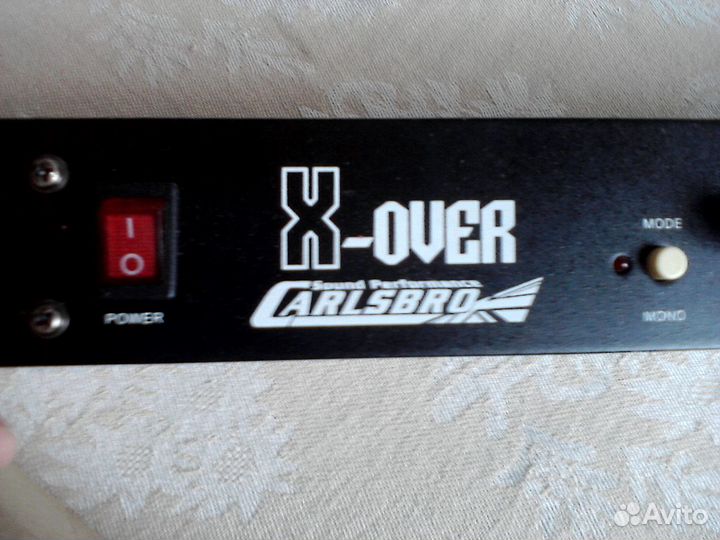 X-OVER
Sound Performance
CARLSBRO
I
O
POWER
MODE
MONO
Avito